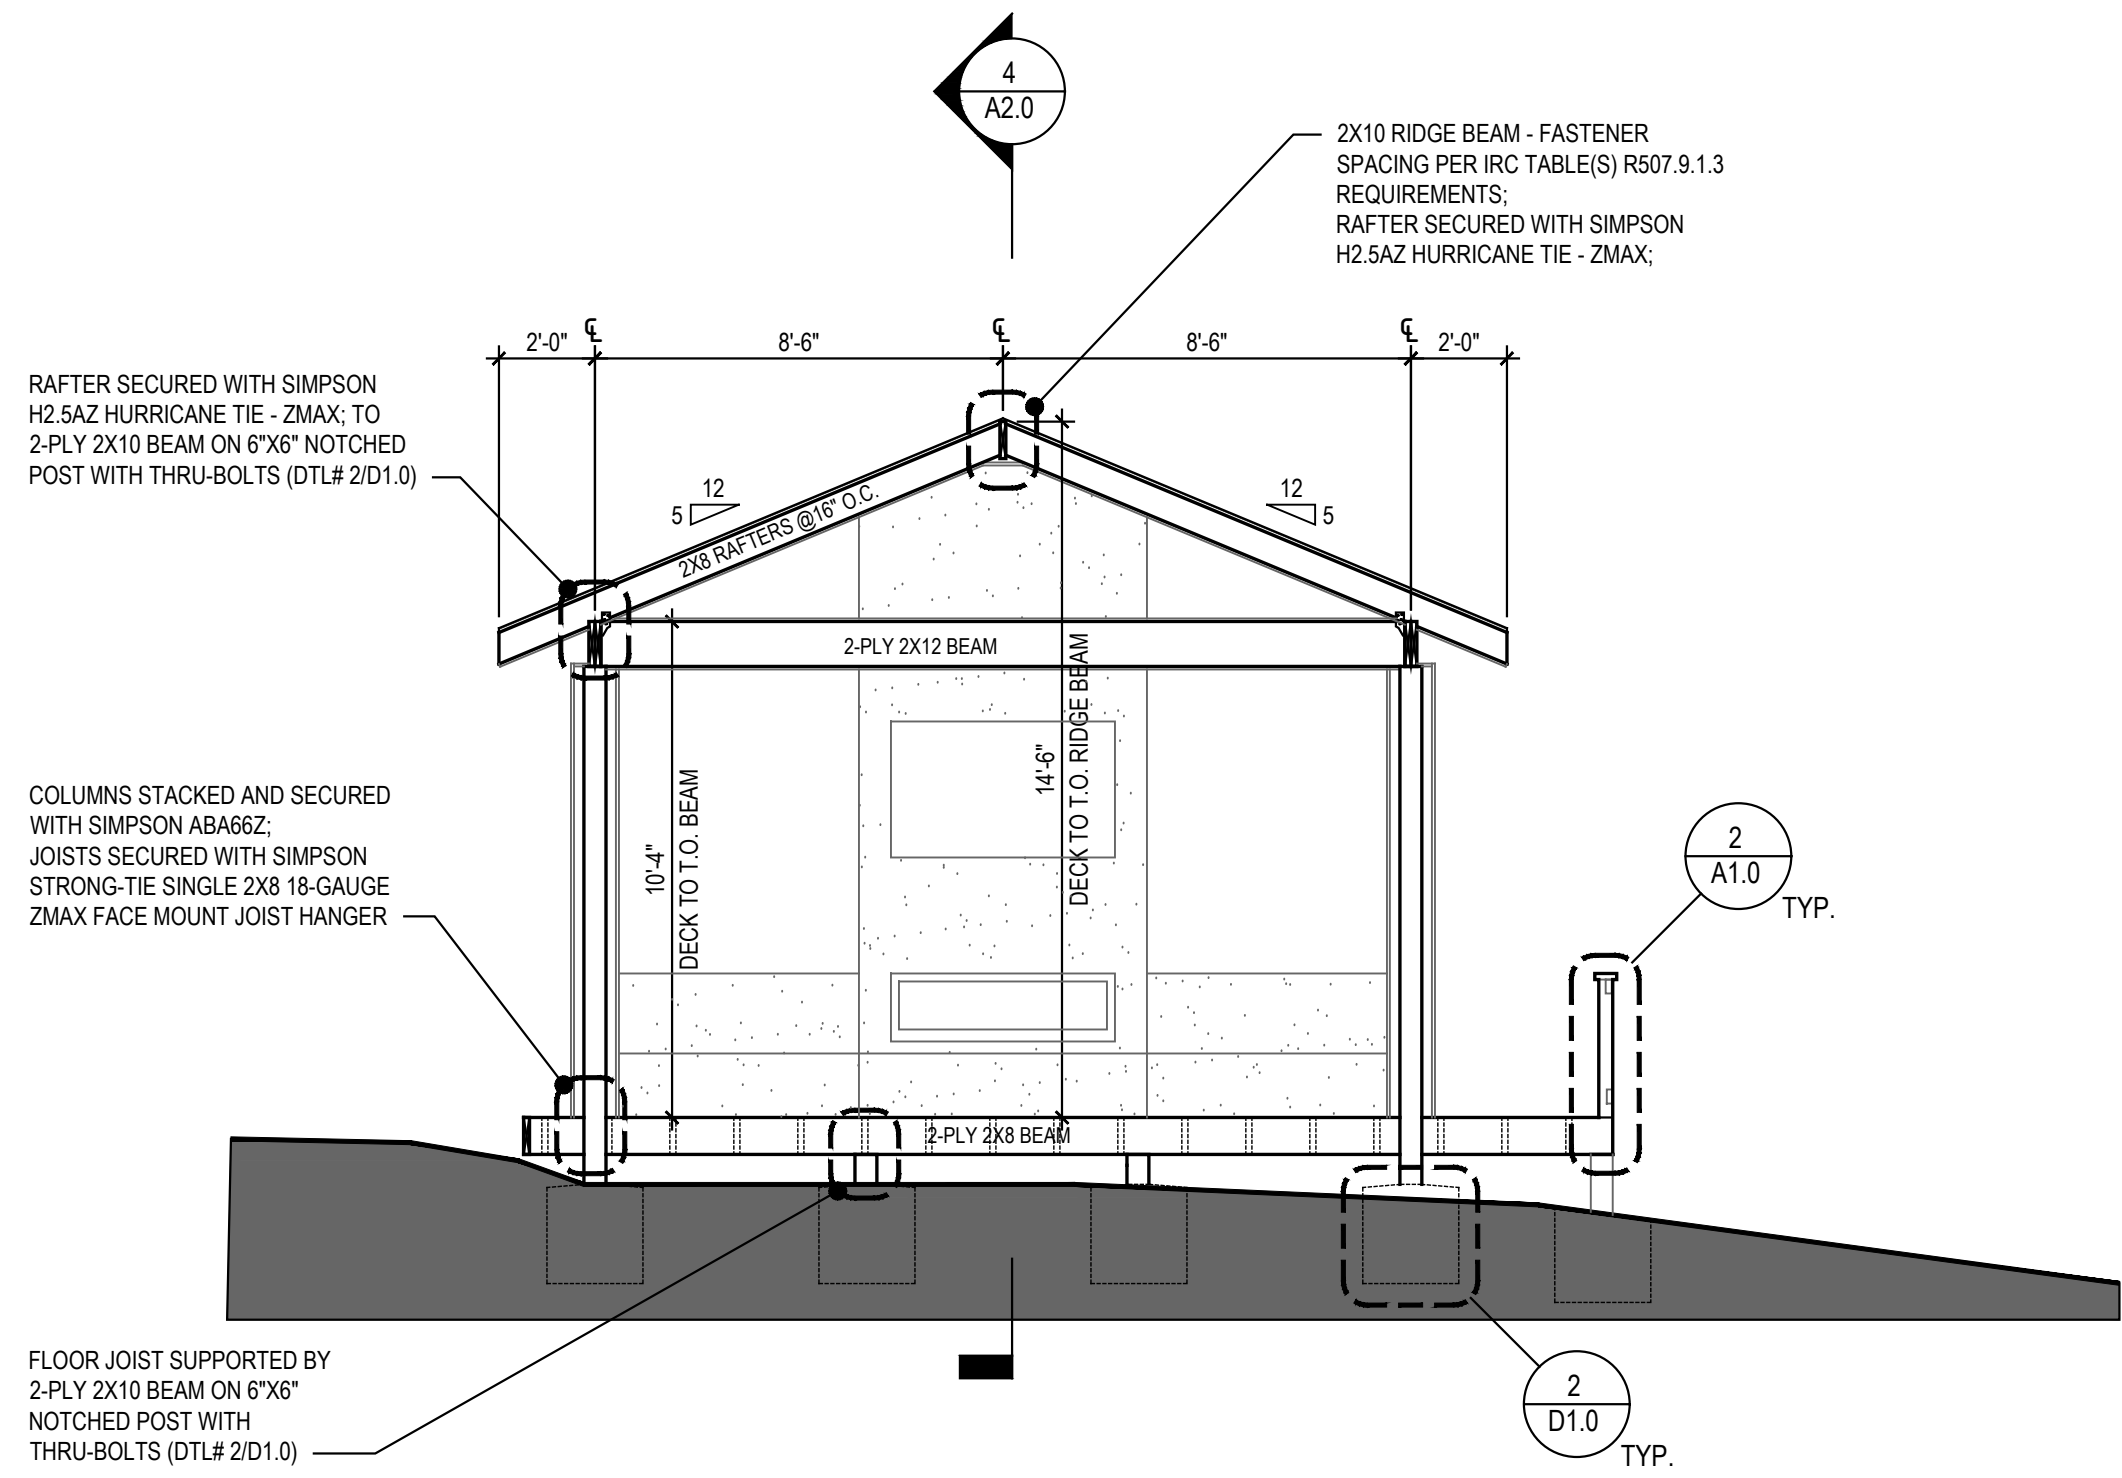 4
A2.0
2X10 RIDGE BEAM - FASTENER
SPACING PER IRC TABLE(S) R507.9.1.3
REQUIREMENTS;
RAFTER SECURED WITH SIMPSON
H2.5AZ HURRICANE TIE - ZMAX;
2'-0"
℄
8'-6"
℄
8'-6"
℄
2'-0"
RAFTER SECURED WITH SIMPSON
H2.5AZ HURRICANE TIE - ZMAX; TO
2-PLY 2X10 BEAM ON 6"X6" NOTCHED
POST WITH THRU-BOLTS (DTL# 2/D1.0)
12
5
2X8 RAFTERS @16" O.C.
12
5
2-PLY 2X12 BEAM
10'-4"
DECK TO T.O. BEAM
14'-6"
DECK TO T.O. RIDGE BEAM
COLUMNS STACKED AND SECURED
WITH SIMPSON ABA66Z;
JOISTS SECURED WITH SIMPSON
STRONG-TIE SINGLE 2X8 18-GAUGE
ZMAX FACE MOUNT JOIST HANGER
2
A1.0
TYP.
2-PLY 2X8 BEAM
FLOOR JOIST SUPPORTED BY
2-PLY 2X10 BEAM ON 6"X6"
NOTCHED POST WITH
THRU-BOLTS (DTL# 2/D1.0)
2
D1.0
TYP.